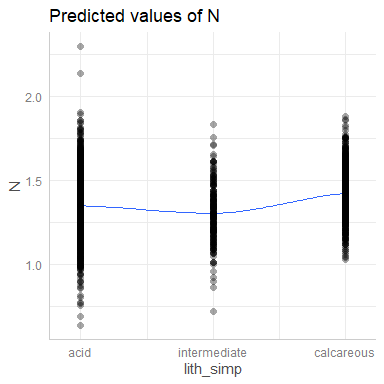 Predicted values of N
2.0
1.5
1.0
N
acid intermediate calcareous
lith_simp